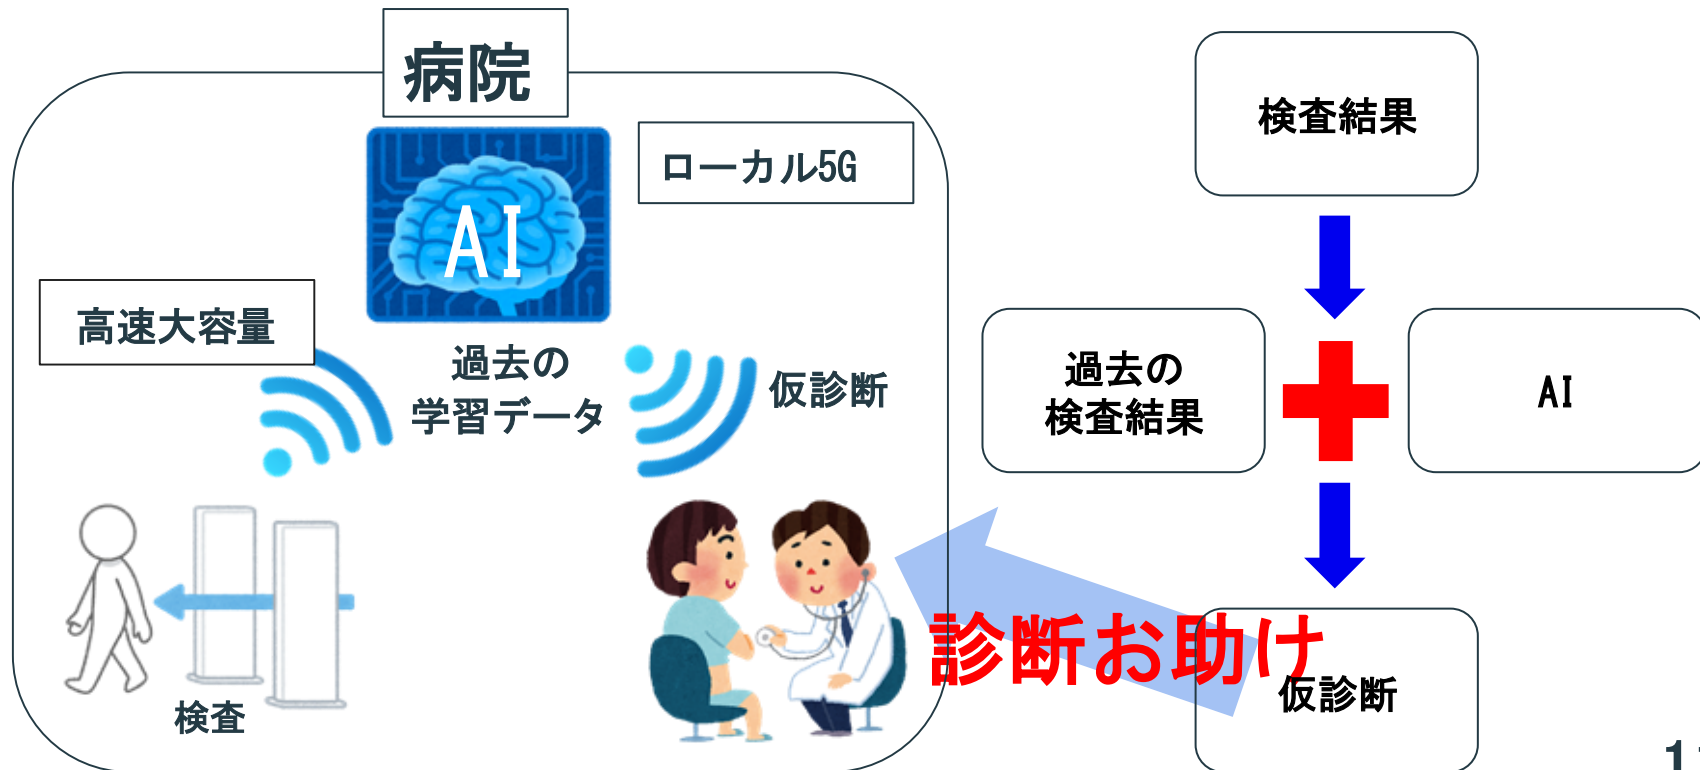 病院
AI
ローカル5G
高速大容量
過去の
学習データ
仮診断
検査
検査結果
過去の
検査結果
AI
診断お助け
仮診断